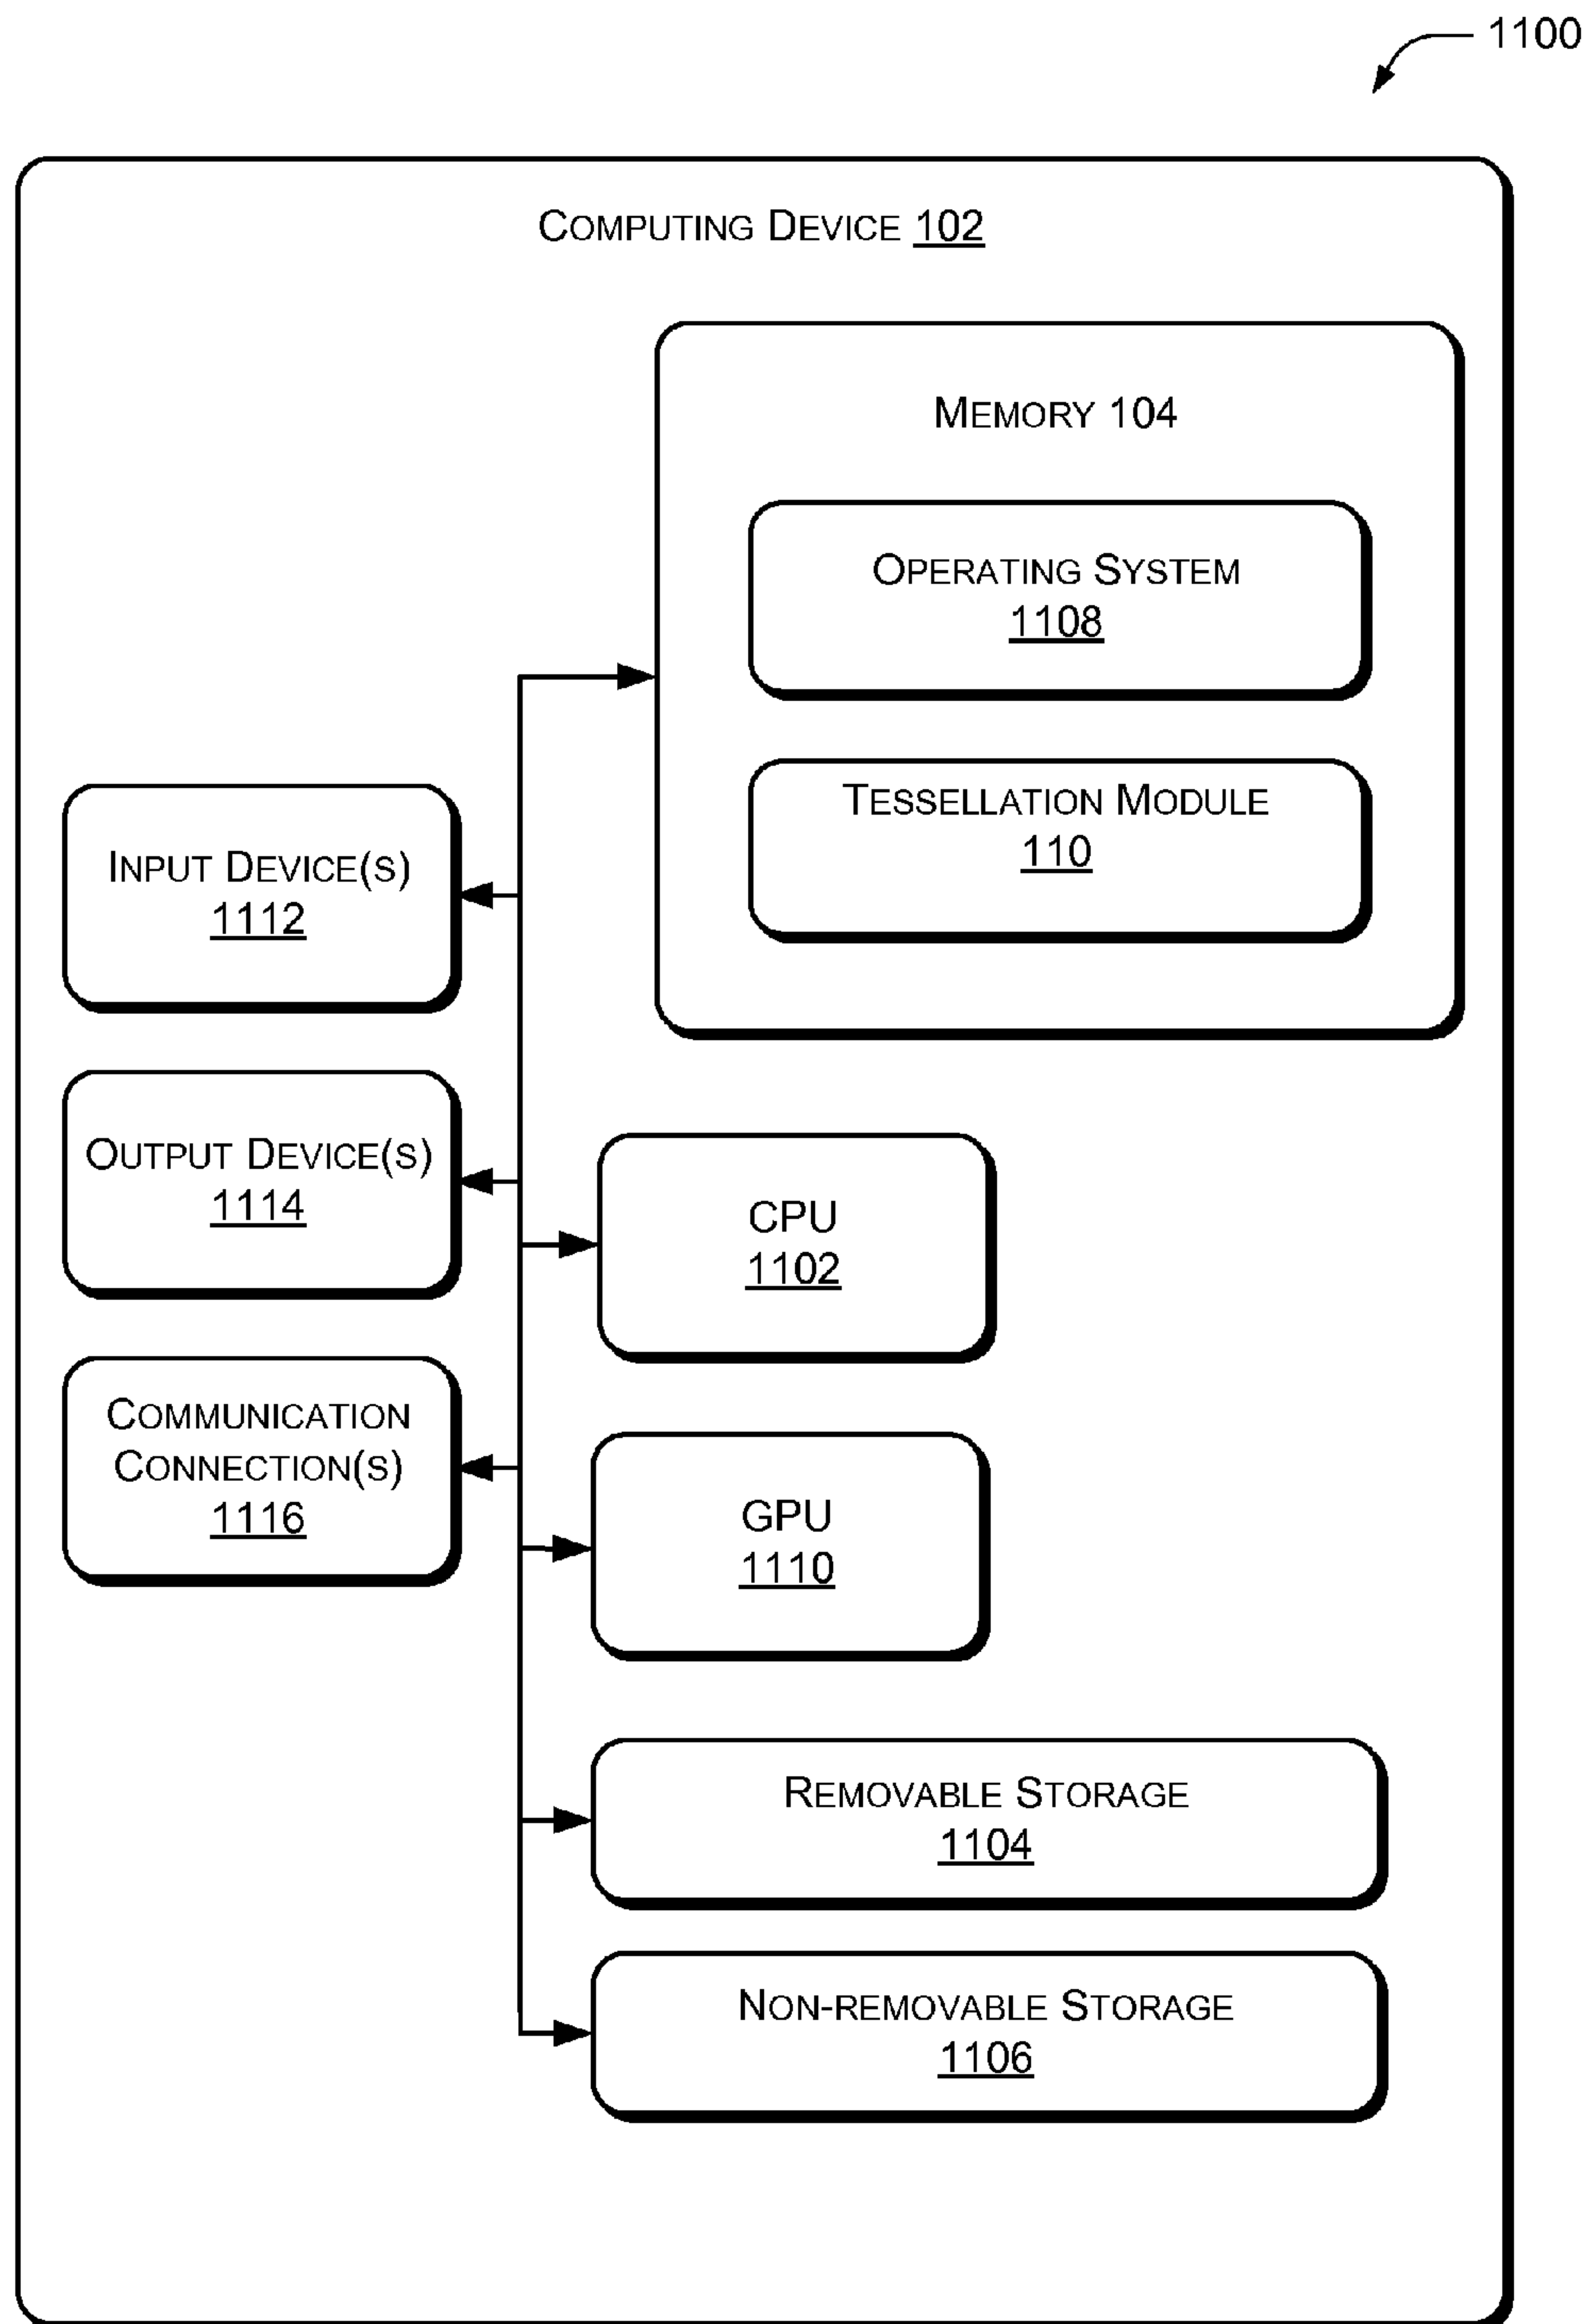 1100
COMPUTING DEVICE 102
MEMORY 104
OPERATING SYSTEM
1108
TESSELLATION MODULE
110
INPUT DEVICE(S)
1112
OUTPUT DEVICE(S)
1114
CPU
1102
COMMUNICATION
CONNECTION(S)
1116
GPU
1110
REMOVABLE STORAGE
1104
NON-REMOVABLE STORAGE
1106